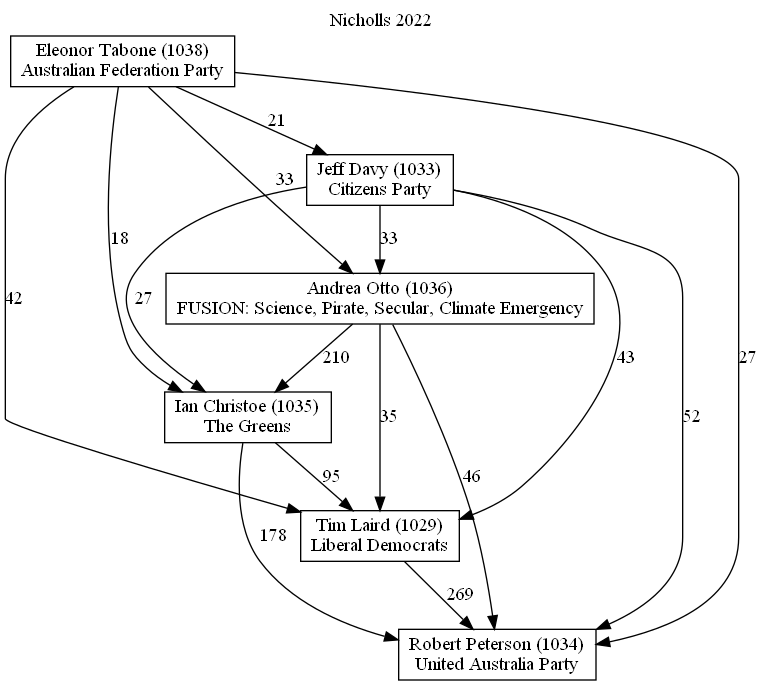 Nicholls 2022
Eleonor Tabone (1038)
Australian Federation Party
21
Jeff Davy (1033)
Citizens Party
33
18
33
Andrea Otto (1036)
FUSION: Science, Pirate, Secular, Climate Emergency
42
27
210
43
27
Ian Christoe (1035)
The Greens
35
52
95
46
Tim Laird (1029)
Liberal Democrats
178
269
Robert Peterson (1034)
United Australia Party